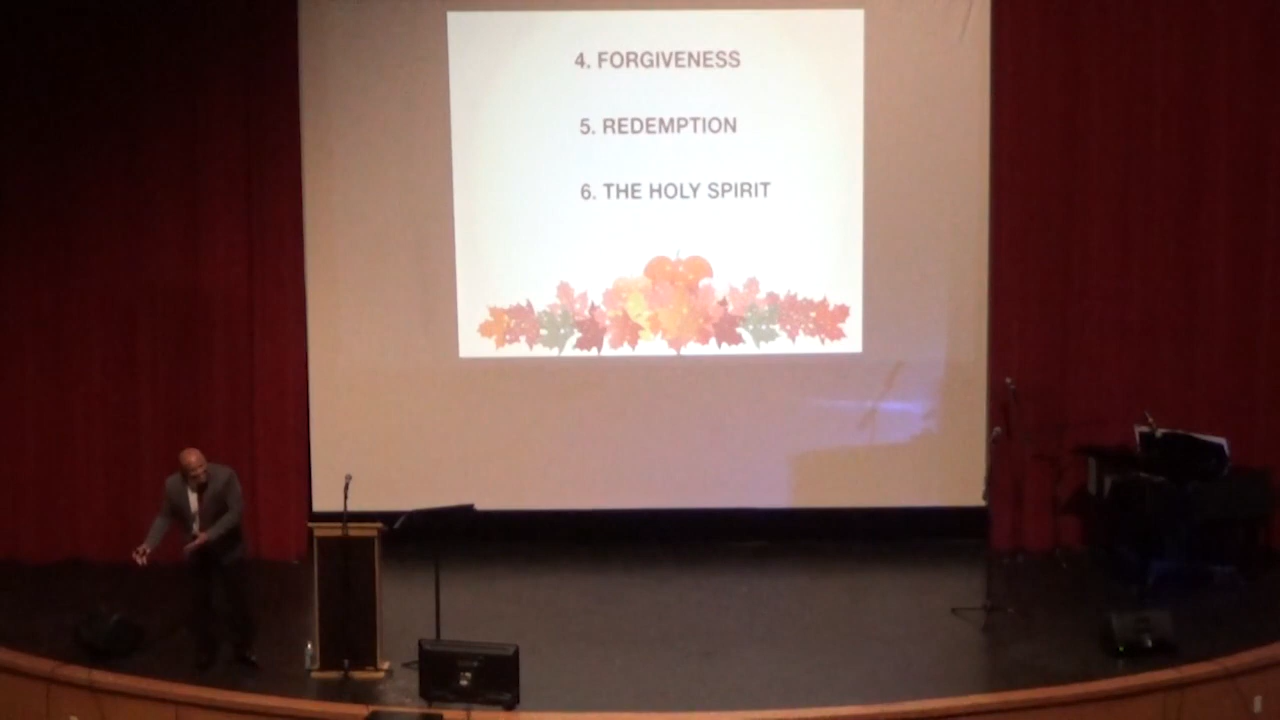 4. FORGIVENESS
5. REDEMPTION
6. THE HOLY SPIRIT